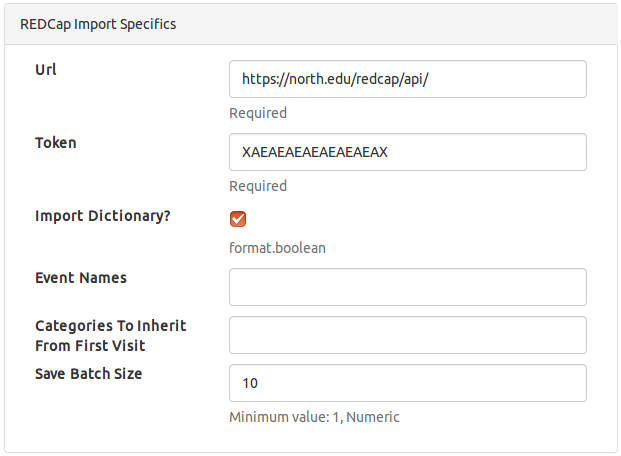 REDCap Import Specifics
Url
https://north.edu/redcap/api/
Required
Token
XAEAEAEAEAEAEAEAX
Required
Import Dictionary?
format.boolean
Event Names
Categories To Inherit
From First Visit
Save Batch Size
10
Minimum value: 1, Numeric